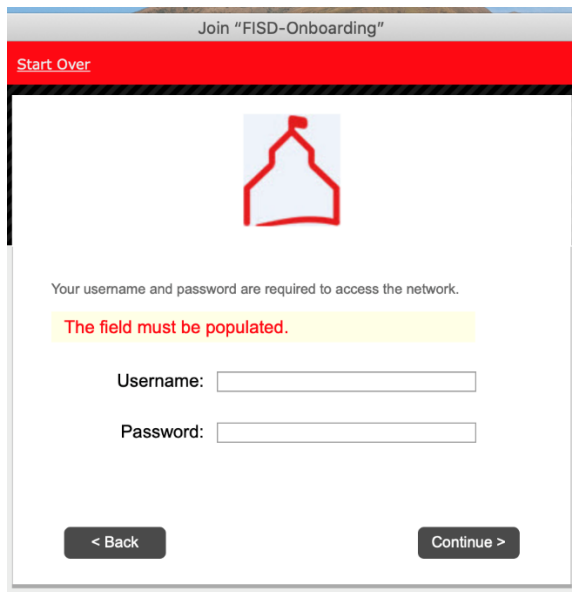 Join “FISD-Onboarding”
Start Over
Your username and password are required to access the network.
The field must be populated.
Username:
Password:
< Back
Continue >